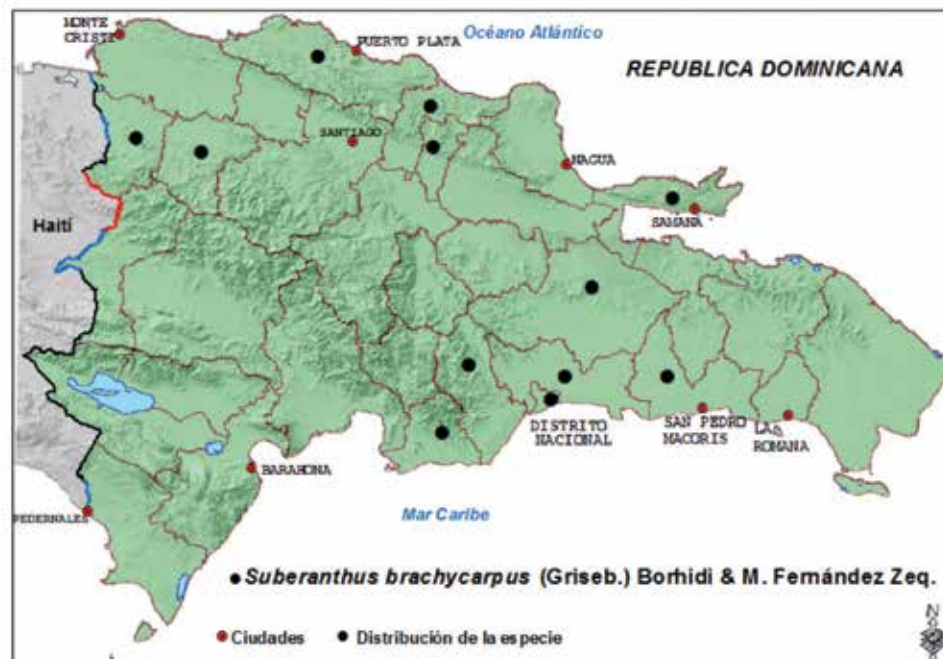 MONTE
CRISTI
PUERTO PLATA
Océano Atlántico
REPUBLICA DOMINICANA
SANTIAGO
NAGUA
SAMANA
Haití
DISTRITO
NACIONAL
SAN PEDRO
MACORIS
LA
ROMANA
BARAHONA
PEDERNALES
Mar Caribe
Suberanthus brachycarpus (Griseb.) Borhidi & M. Fernández Zeq.
Ciudades
Distribución de la especie
N